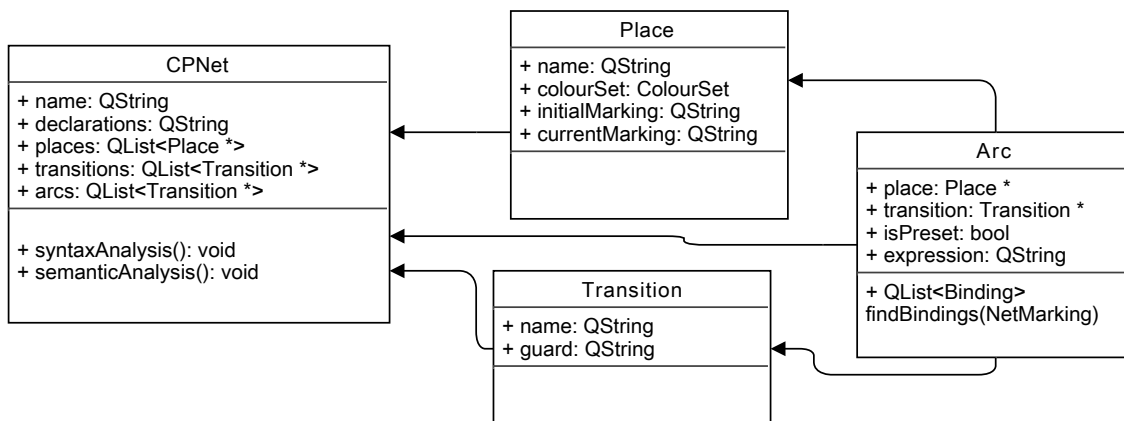 CPNet
+ name: QString
+ declarations: QString
+ places: QList<Place *>
+ transitions: QList<Transition *>
+ arcs: QList<Transition *>
+ syntaxAnalysis(): void
+ semanticAnalysis(): void
Place
+ name: QString
+ colourSet: ColourSet
+ initialMarking: QString
+ currentMarking: QString
Transition
+ name: QString
+ guard: QString
Arc
+ place: Place *
+ transition: Transition *
+ isPreset: bool
+ expression: QString
+ QList<Binding>
findBindings(NetMarking)